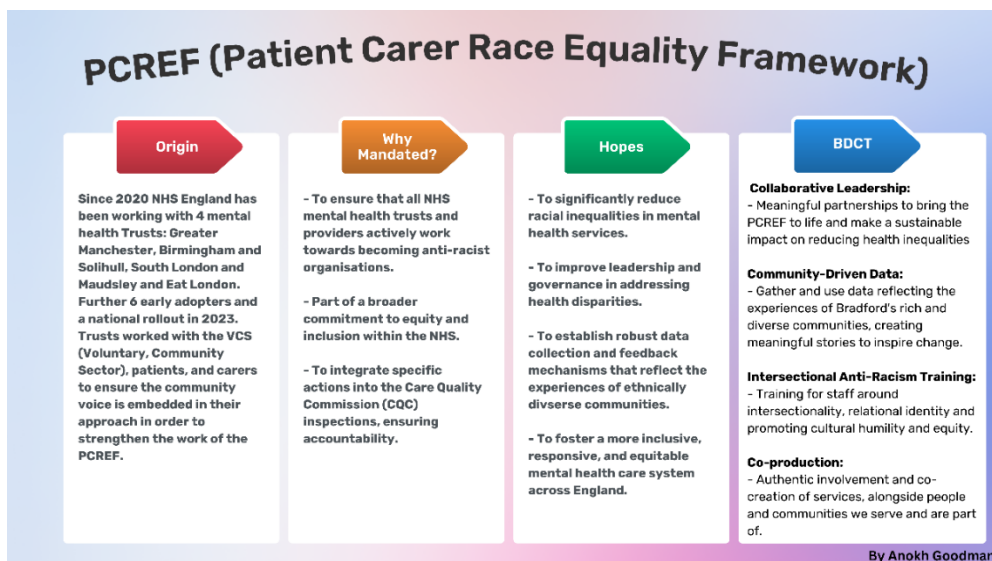 PCREF (Patient Carer Race Equality Framework)
Origin
Since 2020 NHS England has
been working with 4 mental
health Trusts: Greater
Manchester, Birmingham and
Solihull, South London and
Maudsley and Eat London.
Further 6 early adopters and
a national rollout in 2023.
Trusts worked with the VCS
(Voluntary, Community
Sector), patients, and carers
to ensure the community
voice is embedded in their
approach in order to
strengthen the work of the
PCREF.
Why
Mandated?
- To ensure that all NHS
mental health trusts and
providers actively work
towards becoming anti-racist
organisations.
- Part of a broader
commitment to equity and
inclusion within the NHS.
- To integrate specific
actions into the Care Quality
Commission (CQC)
inspections, ensuring
accountability.
Hopes
- To significantly reduce
racial inequalities in mental
health services.
- To improve leadership and
governance in addressing
health disparities.
- To establish robust data
collection and feedback
mechanisms that reflect the
experiences of ethnically
diverse communities.
- To foster a more inclusive,
responsive, and equitable
mental health care system
across England.
BDCT
Collaborative Leadership:
- Meaningful partnerships to bring the
PCREF to life and make a sustainable
impact on reducing health inequalities
Community-Driven Data:
- Gather and use data reflecting the
experiences of Bradford's rich and
diverse communities, creating
meaningful stories to inspire change.
Intersectional Anti-Racism Training:
- Training for staff around
intersectionality, relational identity and
promoting cultural humility and equity.
Co-production:
- Authentic involvement and co-
creation of services, alongside people
and communities we serve and are part
of.
By Anokh Goodman